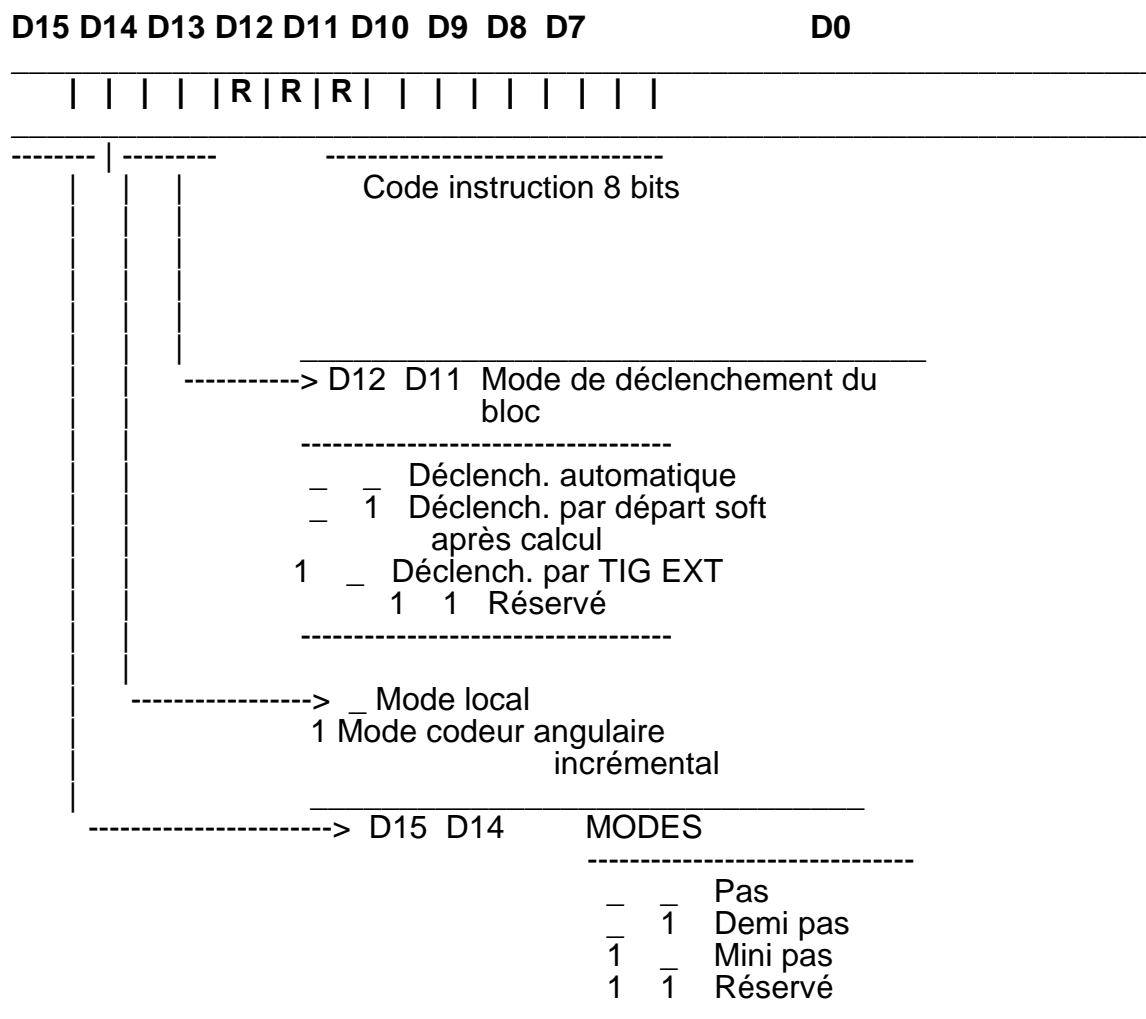 D15 D14 D13 D12 D11 D10 D9 D8 D7 D0
| | | | | R | R | R | | | | | | | | |
-------- | --------- --------------------------------
Code instruction 8 bits
-----------> D12 D11 Mode de déclenchement du
bloc
-----------------------------------
_ _ Déclench. automatique
_ 1 Déclench. par départ soft
après calcul
1 _ Déclench. par TIG EXT
1 1 Réservé
-----------------------------------
-----------------> _ Mode local
1 Mode codeur angulaire
incrémental
-----------------------> D15 D14 MODES
-------------------------------
_ _ Pas
_ 1 Demi pas
1 _ Mini pas
1 1 Réservé